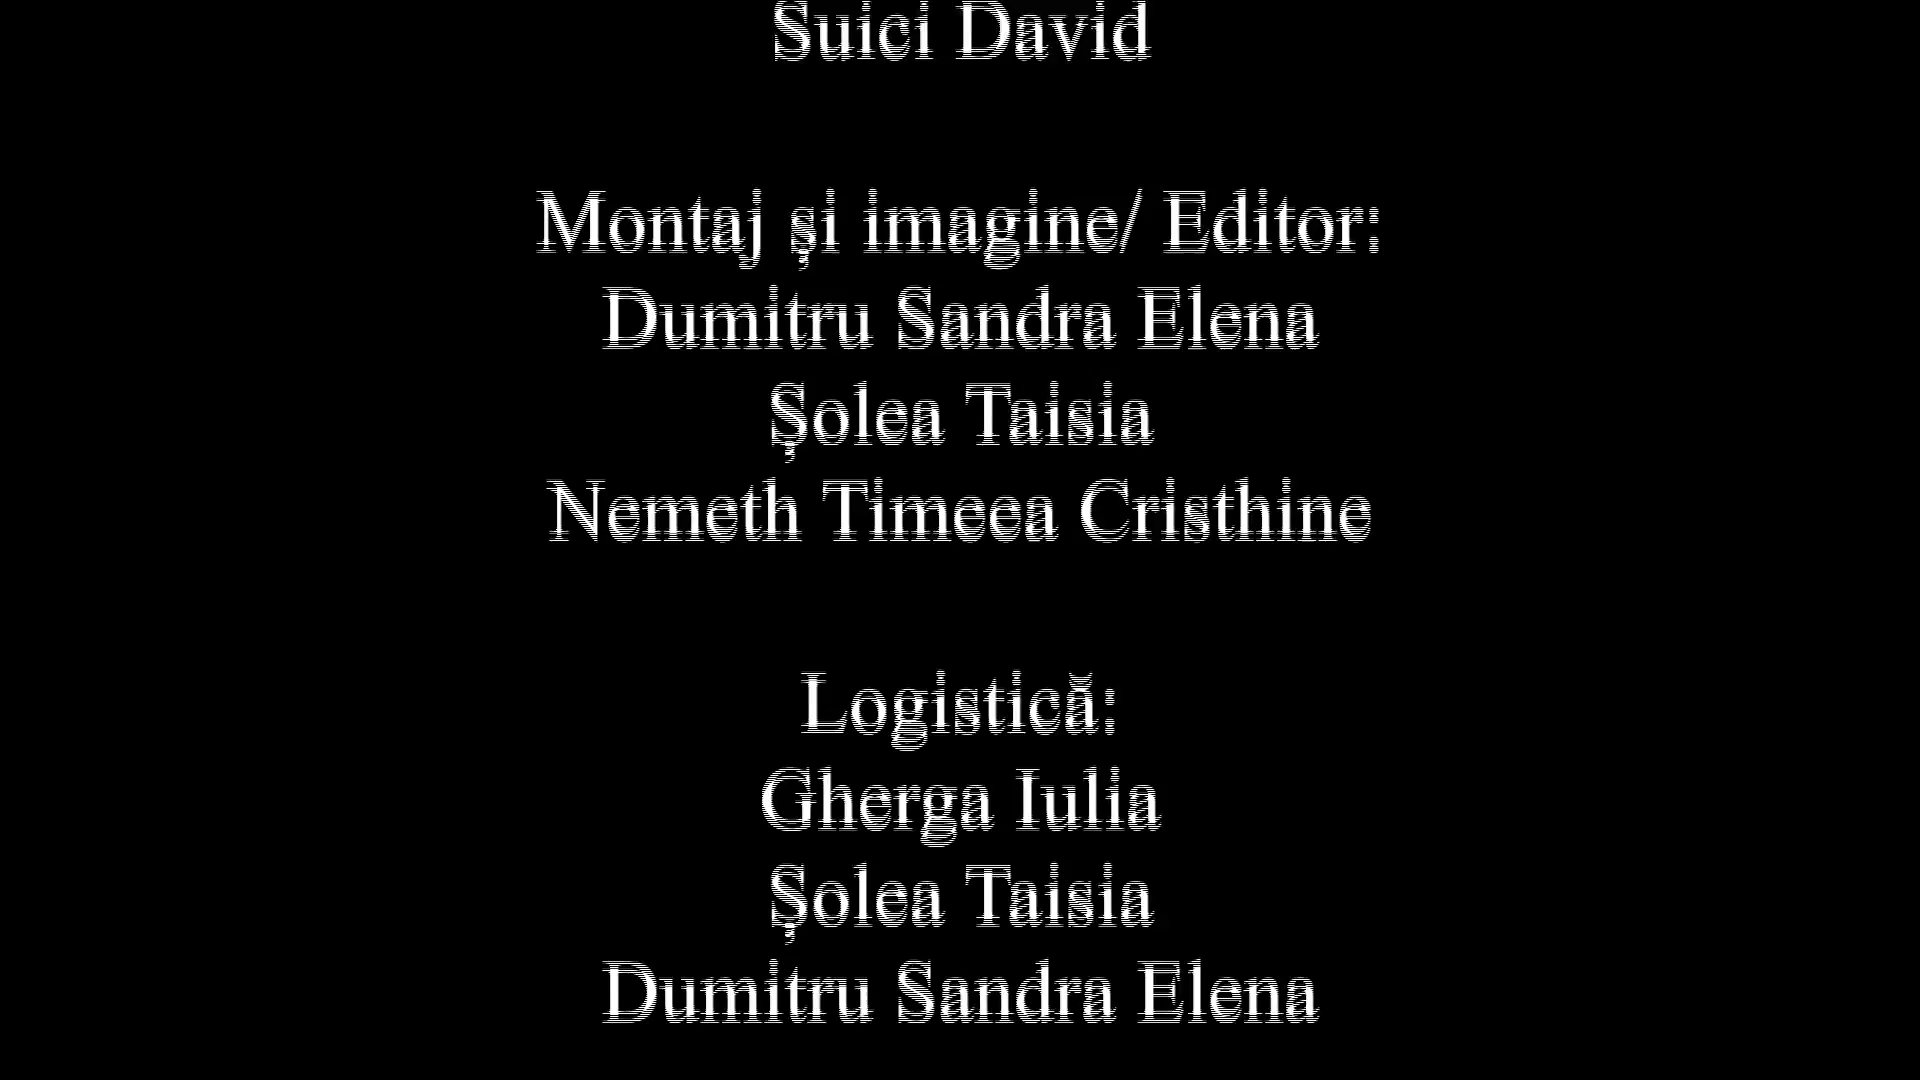 Suici David
Montaj și imagine/ Editor:
Dumitru Sandra Elena
Șolea Taisia
Nemeth Timeea Cristhine
Logistică:
Gherga Iulia
Șolea Taisia
Dumitru Sandra Elena